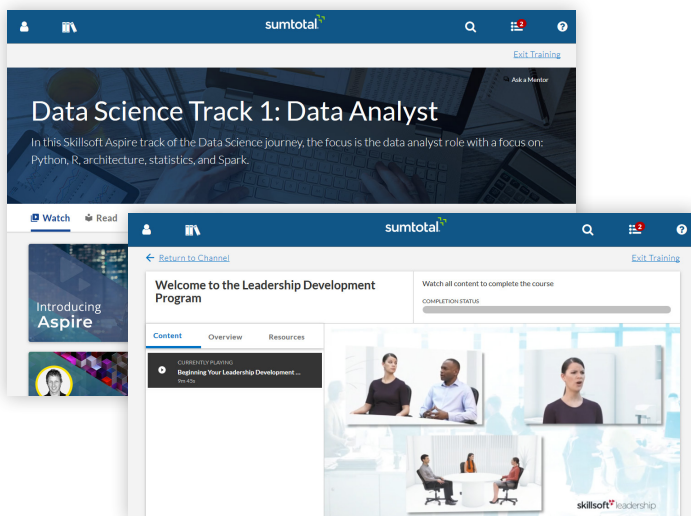 sumtotal
2
?
Exit Training
Ask a Mentor
Data Science Track 1: Data Analyst
In this Skillsoft Aspire track of the Data Science journey, the focus is the data analyst role with a focus on:
Python, R, architecture, statistics, and Spark.
Watch
Read
Introducing
Aspire
sumtotal
2
?
Return to Channel
Exit Training
Welcome to the Leadership Development
Program
Watch all content to complete the course
COMPLETION STATUS
Content
Overview
Resources
CURRENTLY PLAYING
Beginning Your Leadership Development ...
9m 45s
skillsoft leadership